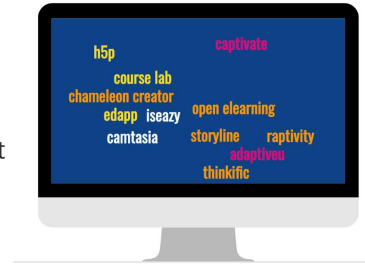 captivate
h5p
course lab
chameleon creator
open elearning
edapp iseazy
camtasia
storyline raptivity
adaptiveu
thinkific
t